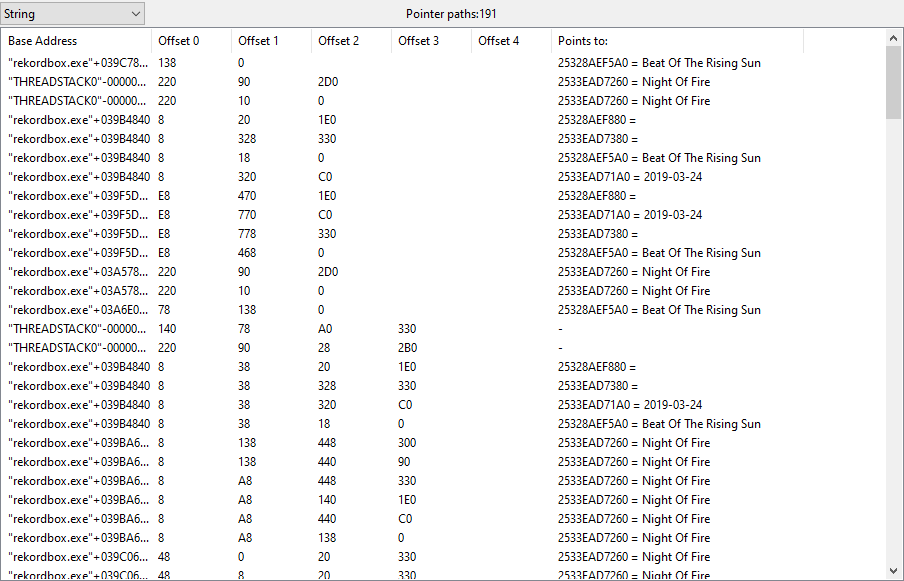 String Pointer paths:191
Base Address Offset 0 Offset 1 Offset 2 Offset 3 Offset 4 Points to:
"rekordbox.exe"+039C78... 138 0 25328AEF5A0 = Beat Of The Rising Sun
"THREADSTACK0"-00000... 220 90 2D0 2533EAD7260 = Night Of Fire
"THREADSTACK0"-00000... 220 10 0 2533EAD7260 = Night Of Fire
"rekordbox.exe"+039B4840 8 20 1E0 25328AEF880 =
"rekordbox.exe"+039B4840 8 328 330 2533EAD7380 =
"rekordbox.exe"+039B4840 8 18 0 25328AEF5A0 = Beat Of The Rising Sun
"rekordbox.exe"+039B4840 8 320 C0 2533EAD71A0 = 2019-03-24
"rekordbox.exe"+039F5D... E8 470 1E0 25328AEF880 =
"rekordbox.exe"+039F5D... E8 770 C0 2533EAD71A0 = 2019-03-24
"rekordbox.exe"+039F5D... E8 778 330 2533EAD7380 =
"rekordbox.exe"+039F5D... E8 468 0 25328AEF5A0 = Beat Of The Rising Sun
"rekordbox.exe"+03A578... 220 90 2D0 2533EAD7260 = Night Of Fire
"rekordbox.exe"+03A578... 220 10 0 2533EAD7260 = Night Of Fire
"rekordbox.exe"+03A6E0... 78 138 0 25328AEF5A0 = Beat Of The Rising Sun
"THREADSTACK0"-00000... 140 78 A0 330 -
"THREADSTACK0"-00000... 220 90 28 2B0 -
"rekordbox.exe"+039B4840 8 38 20 1E0 25328AEF880 =
"rekordbox.exe"+039B4840 8 38 328 330 2533EAD7380 =
"rekordbox.exe"+039B4840 8 38 320 C0 2533EAD71A0 = 2019-03-24
"rekordbox.exe"+039B4840 8 38 18 0 25328AEF5A0 = Beat Of The Rising Sun
"rekordbox.exe"+039BA6... 8 138 448 300 2533EAD7260 = Night Of Fire
"rekordbox.exe"+039BA6... 8 138 440 90 2533EAD7260 = Night Of Fire
"rekordbox.exe"+039BA6... 8 A8 448 330 2533EAD7260 = Night Of Fire
"rekordbox.exe"+039BA6... 8 A8 140 1E0 2533EAD7260 = Night Of Fire
"rekordbox.exe"+039BA6... 8 A8 440 C0 2533EAD7260 = Night Of Fire
"rekordbox.exe"+039BA6... 8 A8 138 0 2533EAD7260 = Night Of Fire
"rekordbox.exe"+039C06... 48 0 20 330 2533EAD7260 = Night Of Fire
"rekordbox.exe"+039C06... 48 8 20 330 2533EAD7260 = Night Of Fire